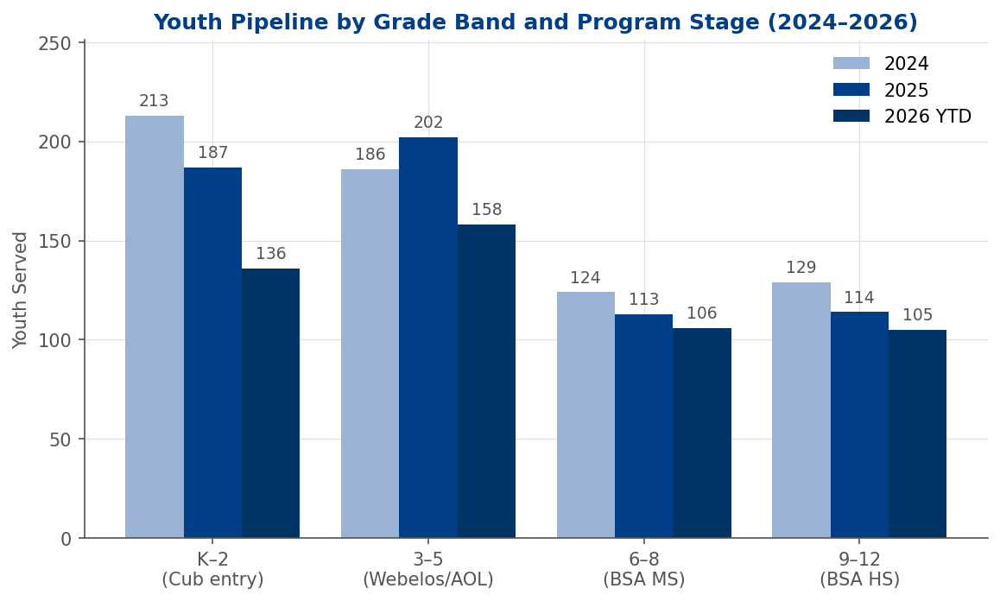 Youth Pipeline by Grade Band and Program Stage (2024–2026)
2024
2025
2026 YTD
Youth Served
250
200
150
100
50
0
213
187
136
186
202
158
124
113
106
129
114
105
K–2
(Cub entry)
3–5
(Webelos/AOL)
6–8
(BSA MS)
9–12
(BSA HS)